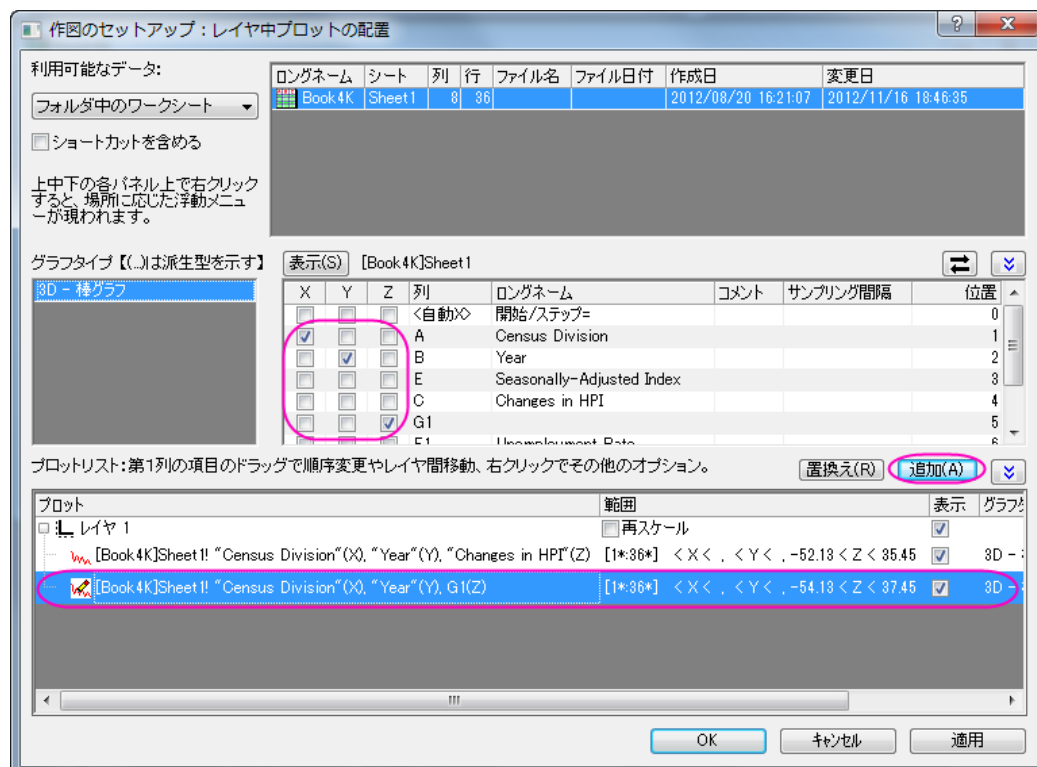 作図のセットアップ：レイヤ中プロットの配置
利用可能なデータ:
フォルダ中のワークシート
ショートカットを含める
上中下の各パネル上で右クリック
すると、場所に応じた浮動メニュ
ーが現われます。
ロングネーム シート 列 行 ファイル名 ファイル日付 作成日 変更日
Book4K Sheet1 8 36 2012/08/20 16:21:07 2012/11/16 18:46:35
グラフタイプ【(...)は派生型を示す】
3D - 棒グラフ
表示(S) [Book4K]Sheet1
X Y Z 列 ロングネーム コメント サンプリング間隔 位置
<自動X> 開始/ステップ= 0
A Census Division 1
B Year 2
E Seasonally-Adjusted Index 3
C Changes in HPI 4
G1 5
F1 Unemployment Rate 6
プロットリスト：第1列の項目のドラッグで順序変更やレイヤ間移動、右クリックでその他のオプション。
置換え(R) 追加(A)
プロット 範囲 表示 グラフ
レイヤ 1 再スケール
[Book4K]Sheet1! "Census Division"(X), "Year"(Y), "Changes in HPI"(Z) [1*:36*] < X < , < Y < , -52.13 < Z < 35.45 3D -
[Book4K]Sheet1! "Census Division"(X), "Year"(Y), G1(Z) [1*:36*] < X < , < Y < , -54.13 < Z < 37.45 3D -
OK キャンセル 適用